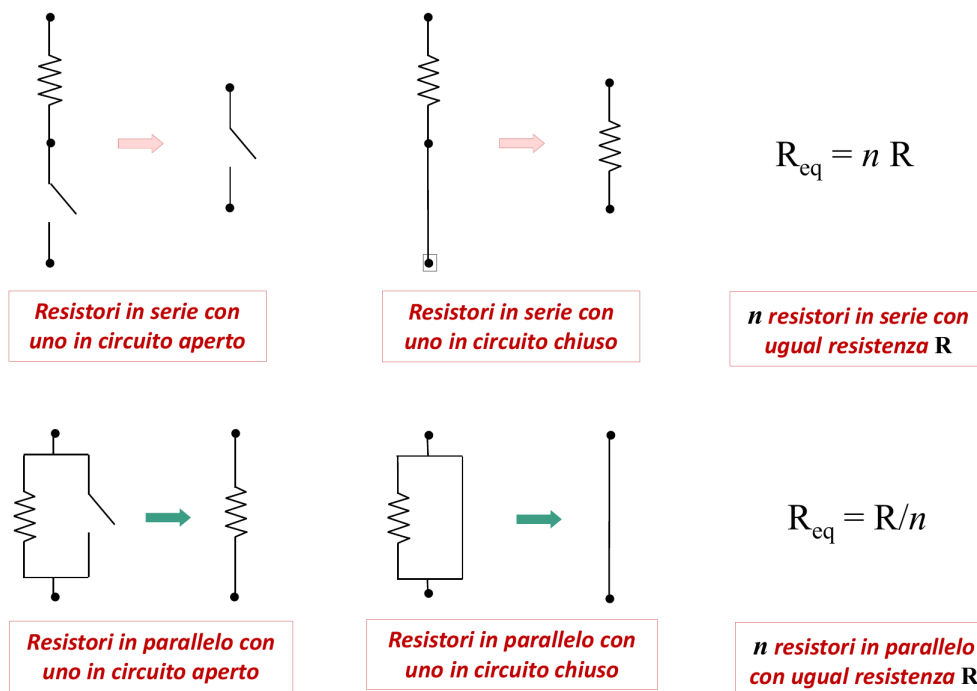 R_eq = n R
Resistori in serie con
uno in circuito aperto
Resistori in serie con
uno in circuito chiuso
n resistori in serie con
ugual resistenza R
R_eq = R/n
Resistori in parallelo con
uno in circuito aperto
Resistori in parallelo con
uno in circuito chiuso
n resistori in parallelo
con ugual resistenza R